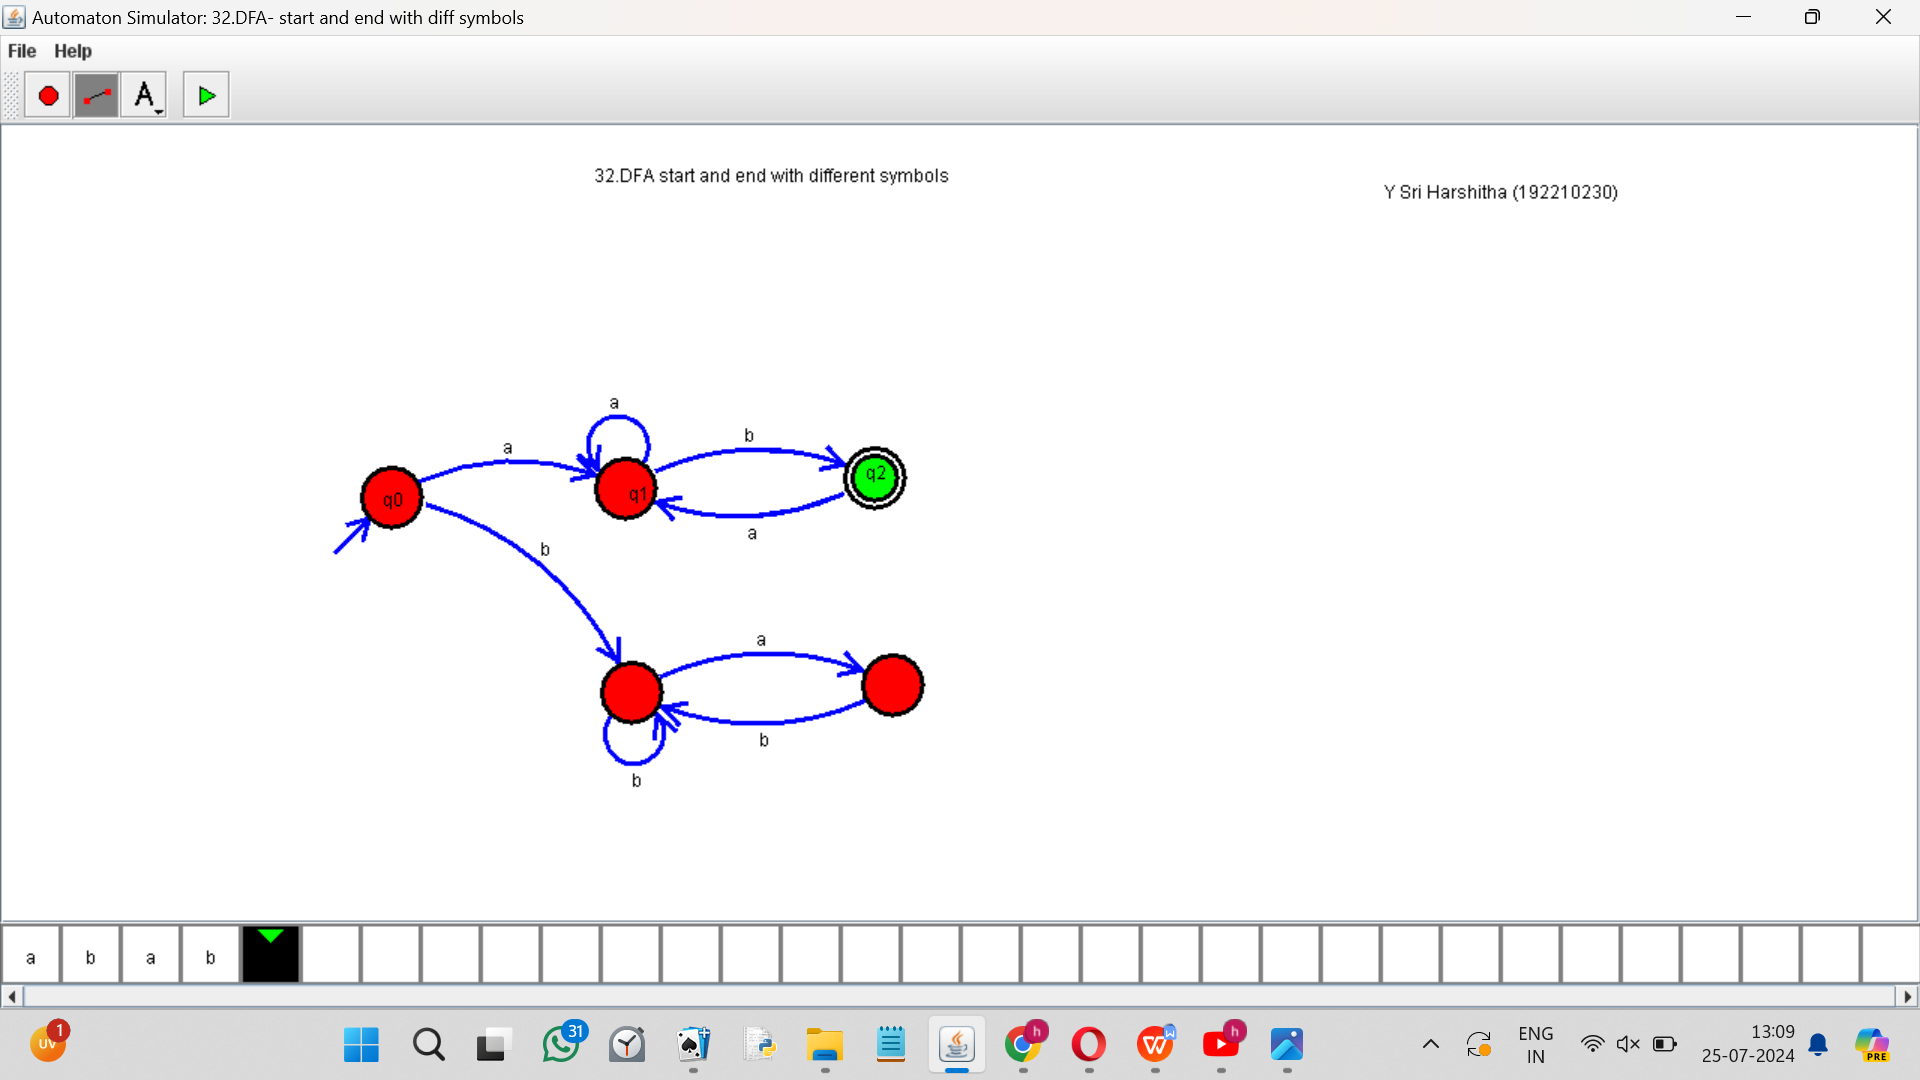 Automaton Simulator: 32.DFA- start and end with diff symbols
File Help
A
32.DFA start and end with different symbols
Y Sri Harshitha (192210230)
a
a
b
q0
q1
q2
a
b
a
b
b
a b a b
UV 1
31
h
h
W
W
ENG
IN
13:09
25-07-2024
PRE